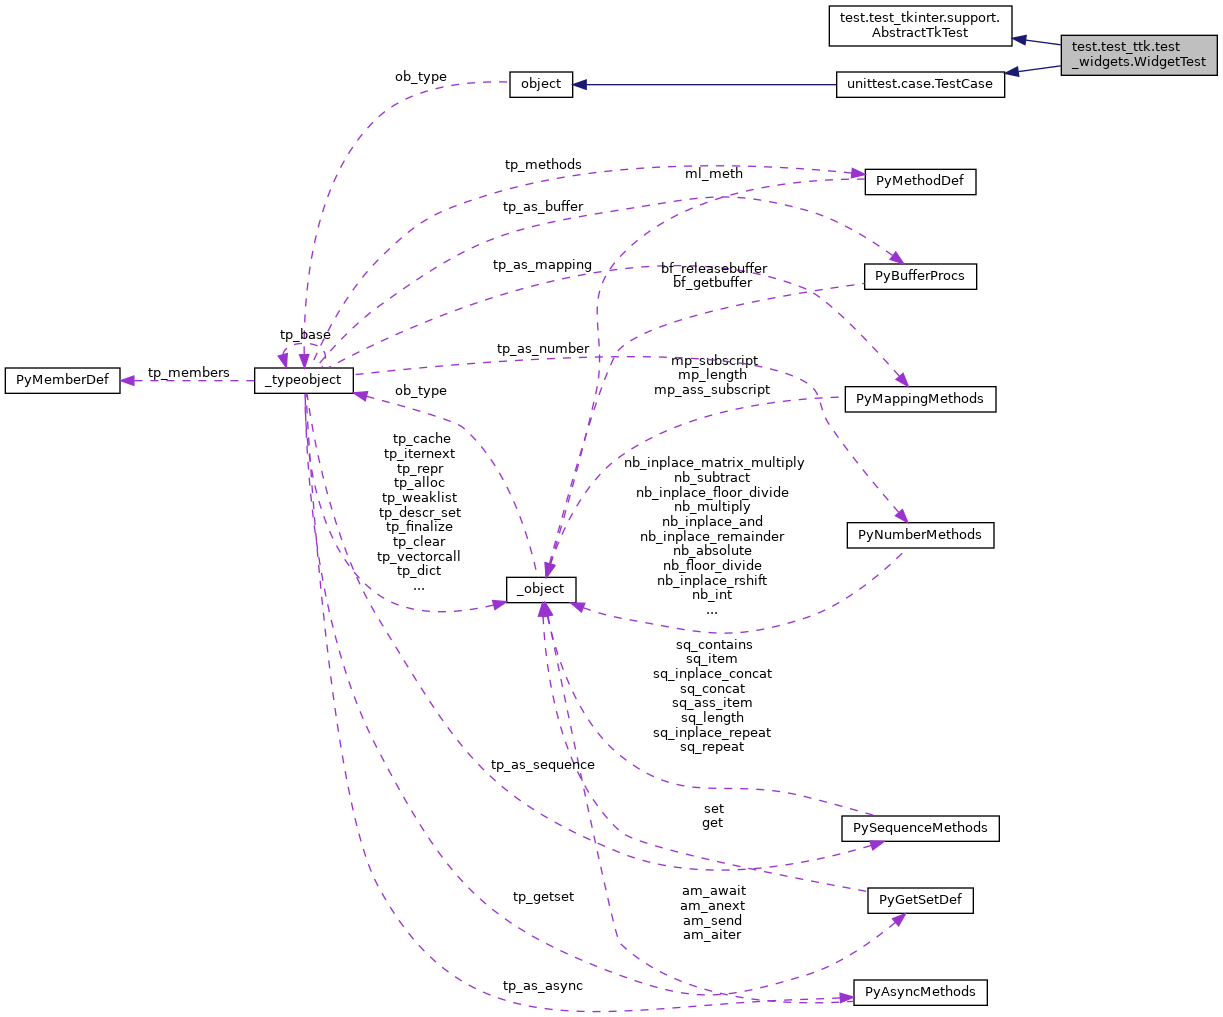 test.test_tkinter.support.
AbstractTkTest
test.test_ttk.test
_widgets.WidgetTest
ob_type
object
unittest.case.TestCase
tp_methods
ml_meth
PyMethodDef
tp_as_buffer
tp_as_mapping
bf_releasebuffer
bf_getbuffer
PyBufferProcs
tp_base
tp_as_number
mp_subscript
mp_length
mp_ass_subscript
PyMemberDef
tp_members
_typeobject
ob_type
PyMappingMethods
tp_cache
tp_iternext
tp_repr
tp_alloc
tp_weaklist
tp_descr_set
tp_finalize
tp_clear
tp_vectorcall
tp_dict
...
nb_inplace_matrix_multiply
nb_subtract
nb_inplace_floor_divide
nb_multiply
nb_inplace_and
nb_inplace_remainder
nb_absolute
nb_floor_divide
nb_inplace_rshift
nb_int
...
PyNumberMethods
_object
sq_contains
sq_item
sq_inplace_concat
sq_concat
sq_ass_item
sq_length
sq_inplace_repeat
sq_repeat
tp_as_sequence
set
get
PySequenceMethods
tp_getset
am_await
am_anext
am_send
am_aiter
PyGetSetDef
tp_as_async
PyAsyncMethods